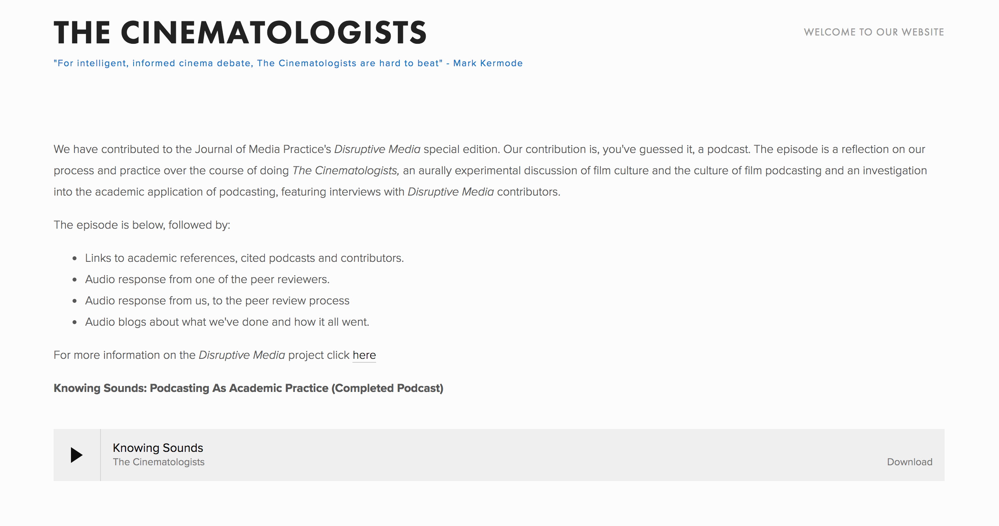 THE CINEMATOLOGISTS
WELCOME TO OUR WEBSITE
"For intelligent, informed cinema debate, The Cinematologists are hard to beat" - Mark Kermode
We have contributed to the Journal of Media Practice's Disruptive Media special edition. Our contribution is, you've guessed it, a podcast. The episode is a reflection on our
process and practice over the course of doing The Cinematologists, an aurally experimental discussion of film culture and the culture of film podcasting and an investigation
into the academic application of podcasting, featuring interviews with Disruptive Media contributors.
The episode is below, followed by:
• Links to academic references, cited podcasts and contributors.
• Audio response from one of the peer reviewers.
• Audio response from us, to the peer review process
• Audio blogs about what we've done and how it all went.
For more information on the Disruptive Media project click here
Knowing Sounds: Podcasting As Academic Practice (Completed Podcast)
Knowing Sounds
The Cinematologists
Download